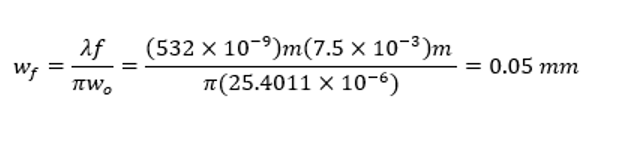 w_f = λf / πw_o = (532 × 10⁻⁹)m(7.5 × 10⁻³)m / π(25.4011 × 10⁻⁶) = 0.05 mm